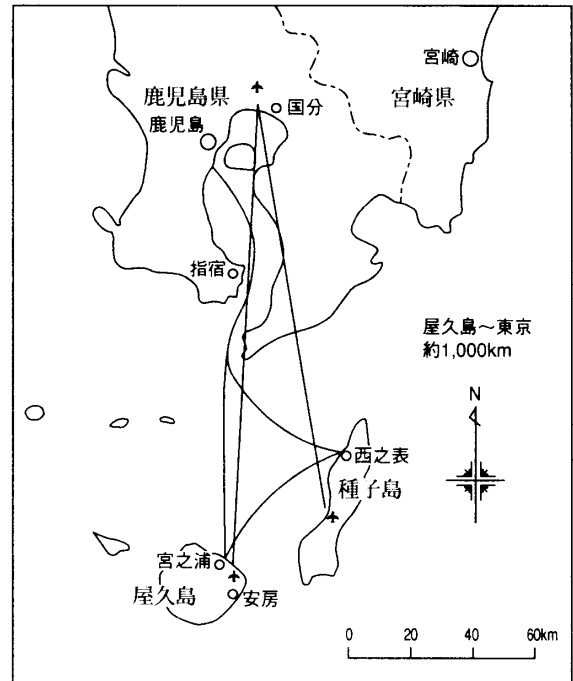 宮崎
鹿児島県
国分
宮崎県
鹿児島
指宿
屋久島～東京
約1,000km
N
西之表
種子島
宮之浦
屋久島
安房
0 20 40 60km